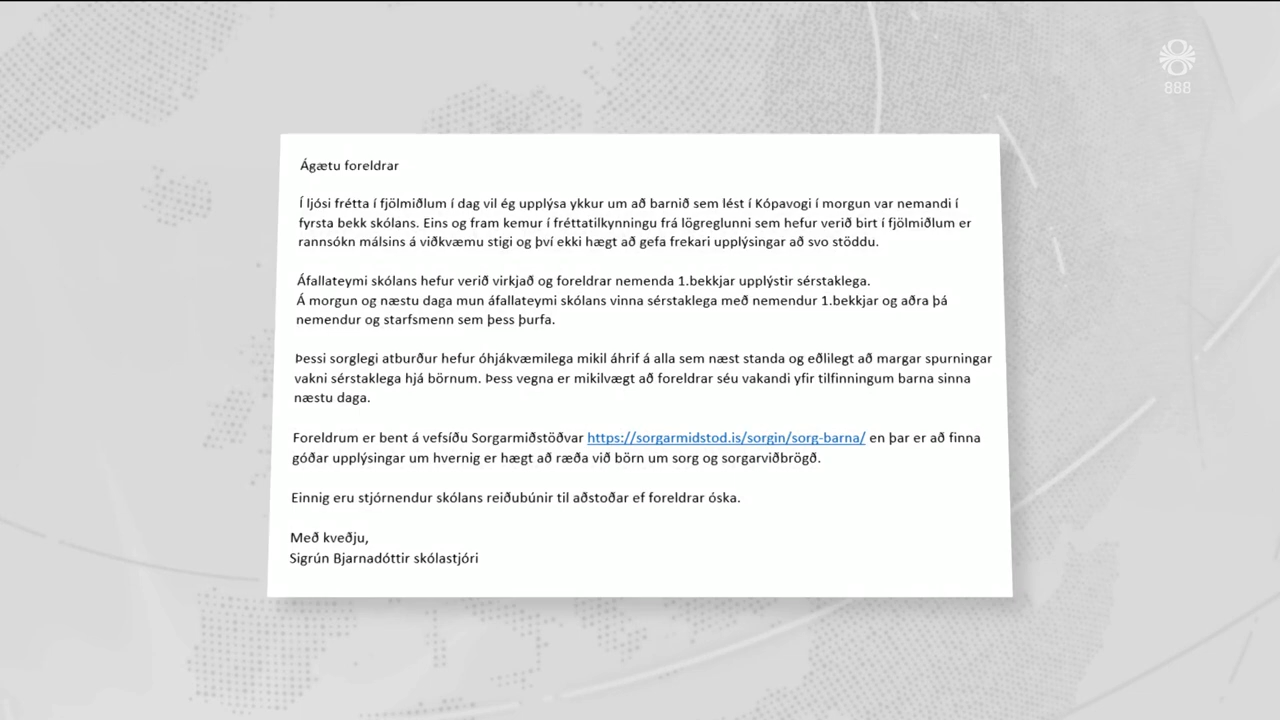 888
Ágætu foreldrar
Í ljósi frétta í fjölmiðlum í dag vil ég upplýsa ykkur um að barnið sem lést í Kópavogi í morgun var nemandi í
fyrsta bekk skólans. Eins og fram kemur í fréttatilkynningu frá lögreglunni sem hefur verið birt í fjölmiðlum er
rannsókn málsins á viðkvæmu stigi og því ekki hægt að gefa frekari upplýsingar að svo stöddu.
Áfallateymi skólans hefur verið virkjað og foreldrar nemenda 1.bekkjar upplýstir sérstaklega.
Á morgun og næstu daga mun áfallateymi skólans vinna sérstaklega með nemendur 1.bekkjar og aðra þá
nemendur og starfsmenn sem þess þurfa.
Þessi sorglegi atburður hefur óhjákvæmilega mikil áhrif á alla sem næst standa og eðlilegt að margar spurningar
vakni sérstaklega hjá börnum. Þess vegna er mikilvægt að foreldrar séu vakandi yfir tilfinningum barna sinna
næstu daga.
Foreldrum er bent á vefsíðu Sorgarmiðstöðvar https://sorgarmidstod.is/sorgin/sorg-barna/ en þar er að finna
góðar upplýsingar um hvernig er hægt að ræða við börn um sorg og sorgarviðbrögð.
Einnig eru stjórnendur skólans reiðubúnir til aðstoðar ef foreldrar óska.
Með kveðju,
Sigrún Bjarnadóttir skólastjóri